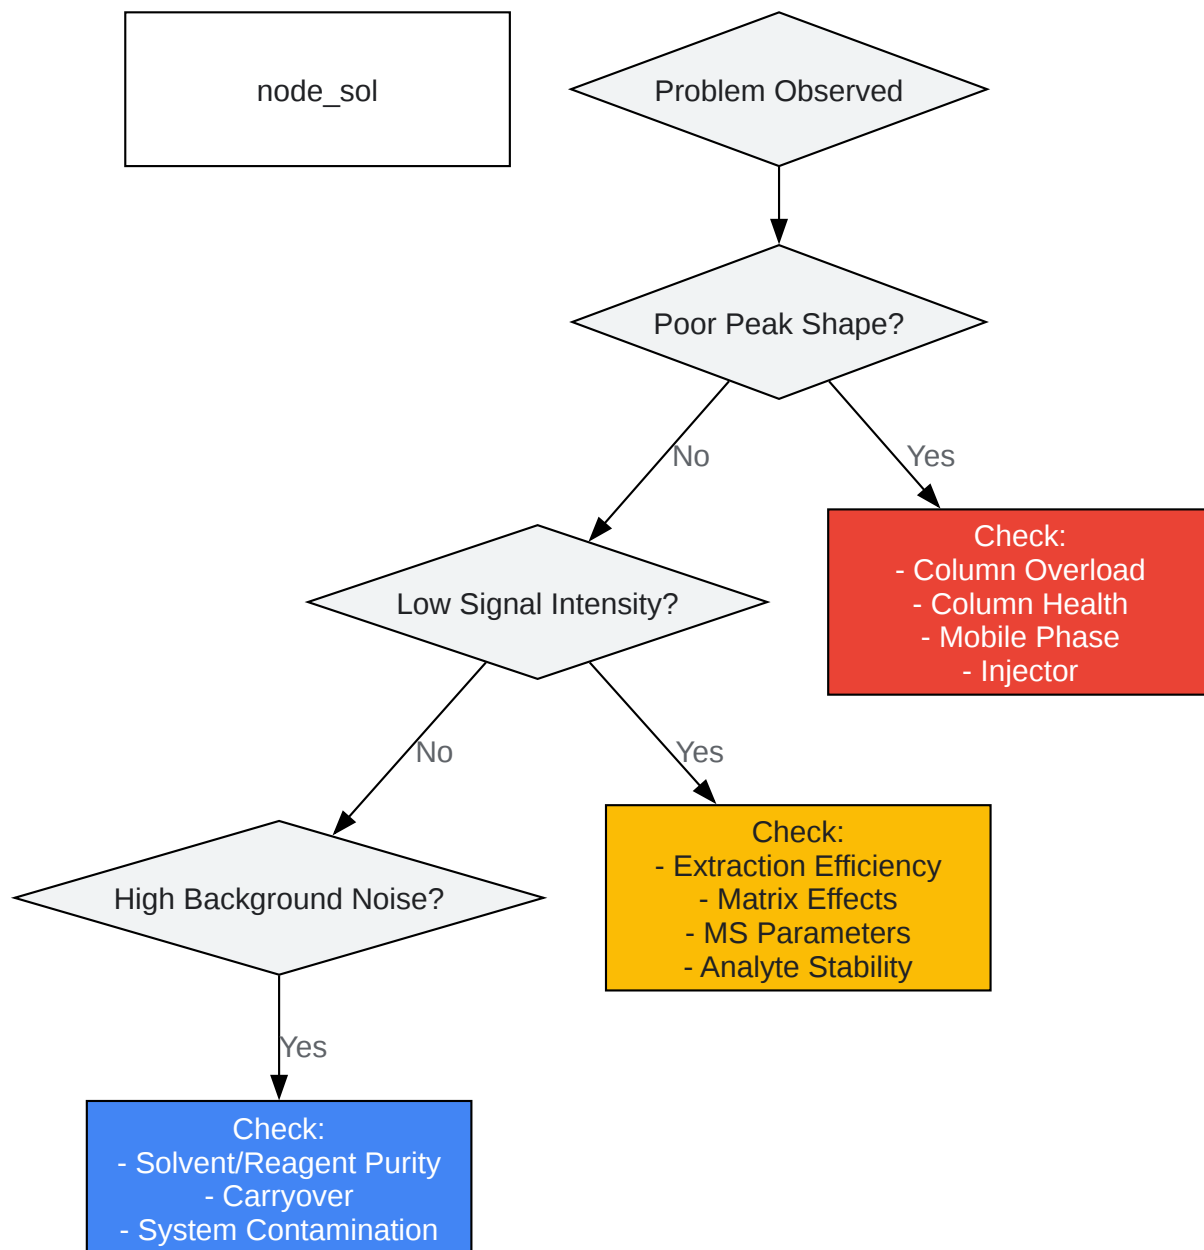 node_sol
Problem Observed
Poor Peak Shape?
No
Yes
Check:
- Column Overload
- Column Health
- Mobile Phase
- Injector
Low Signal Intensity?
No
Yes
Check:
- Extraction Efficiency
- Matrix Effects
- MS Parameters
- Analyte Stability
High Background Noise?
Yes
Check:
- Solvent/Reagent Purity
- Carryover
- System Contamination